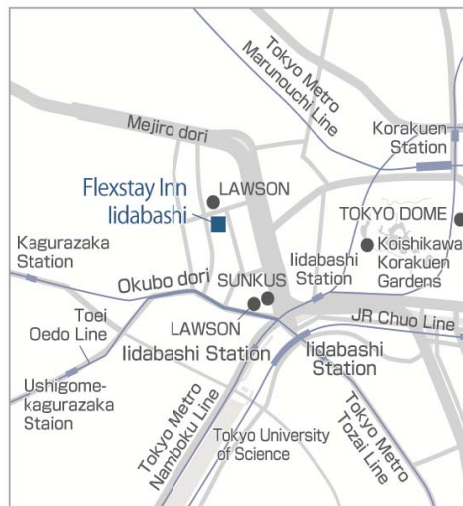 Tokyo Metro
Marunouchi Line
Mejiro dori
Korakuen
Station
Flexstay Inn
Iidabashi
LAWSON
TOKYO DOME
Koishikawa
Korakuen
Gardens
Kagurazaka
Station
Okubo dori
SUNKUS
Iidabashi
Station
Toei
Oedo Line
LAWSON
Iidabashi Station
JR Chuo Line
Iidabashi
Station
Ushigome-
kagurazaka
Staion
Tokyo Metro
Namboku Line
Tokyo University
of Science
Tokyo Metro
Tozai Line